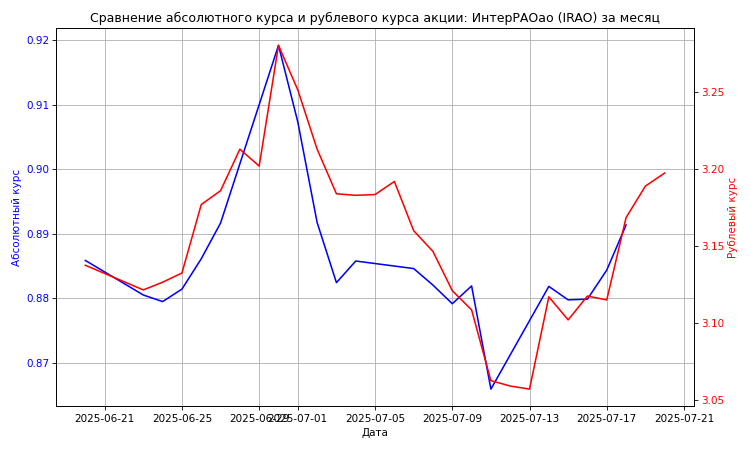 Сравнение абсолютного курса и рублевого курса акции: ИнтерРАОао (IRAO) за месяц
0.92
0.91
0.90
0.89
0.88
0.87
Абсолютный курс
3.25
3.20
3.15
3.10
3.05
Рублевый курс
2025-06-21 2025-06-25 2025-06-29 2025-07-01 2025-07-05 2025-07-09 2025-07-13 2025-07-17 2025-07-21
Дата